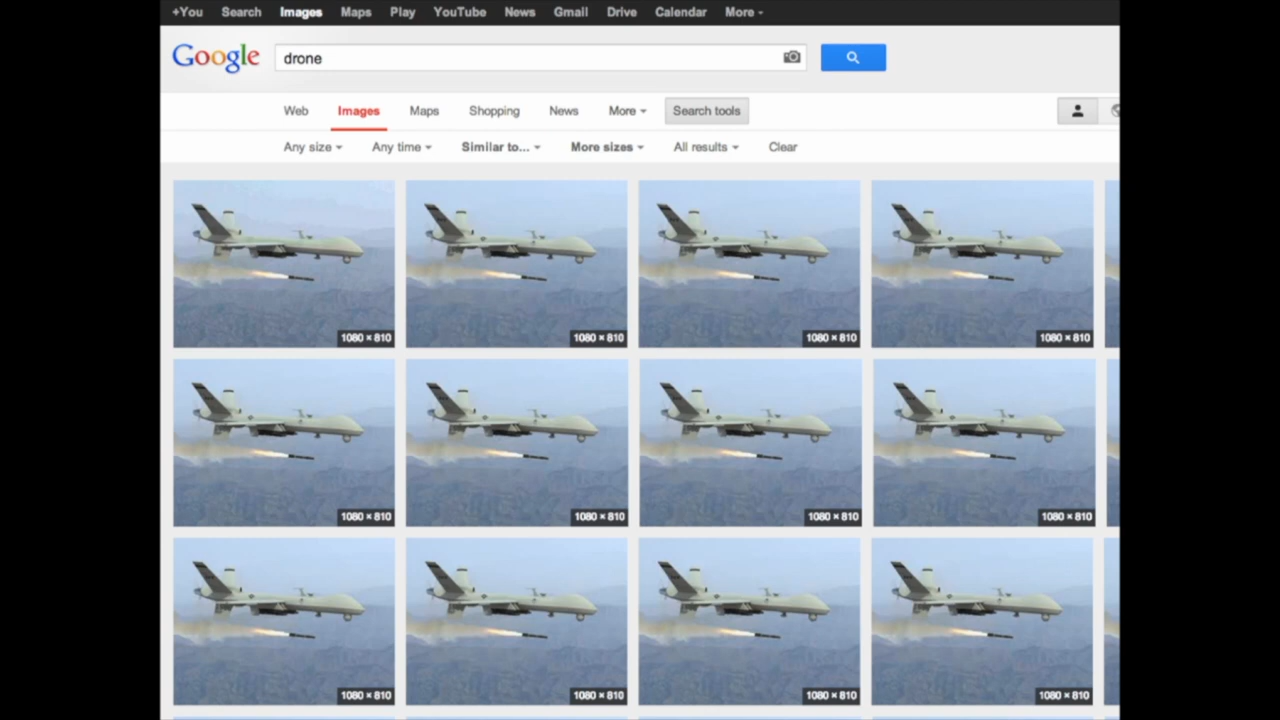 +You Search Images Maps Play YouTube News Gmail Drive Calendar More
Google drone
Web Images Maps Shopping News More Search tools
Any size Any time Similar to... More sizes All results Clear
1080 × 810 1080 × 810 1080 × 810 1080 × 810
1080 × 810 1080 × 810 1080 × 810 1080 × 810
1080 × 810 1080 × 810 1080 × 810 1080 × 810